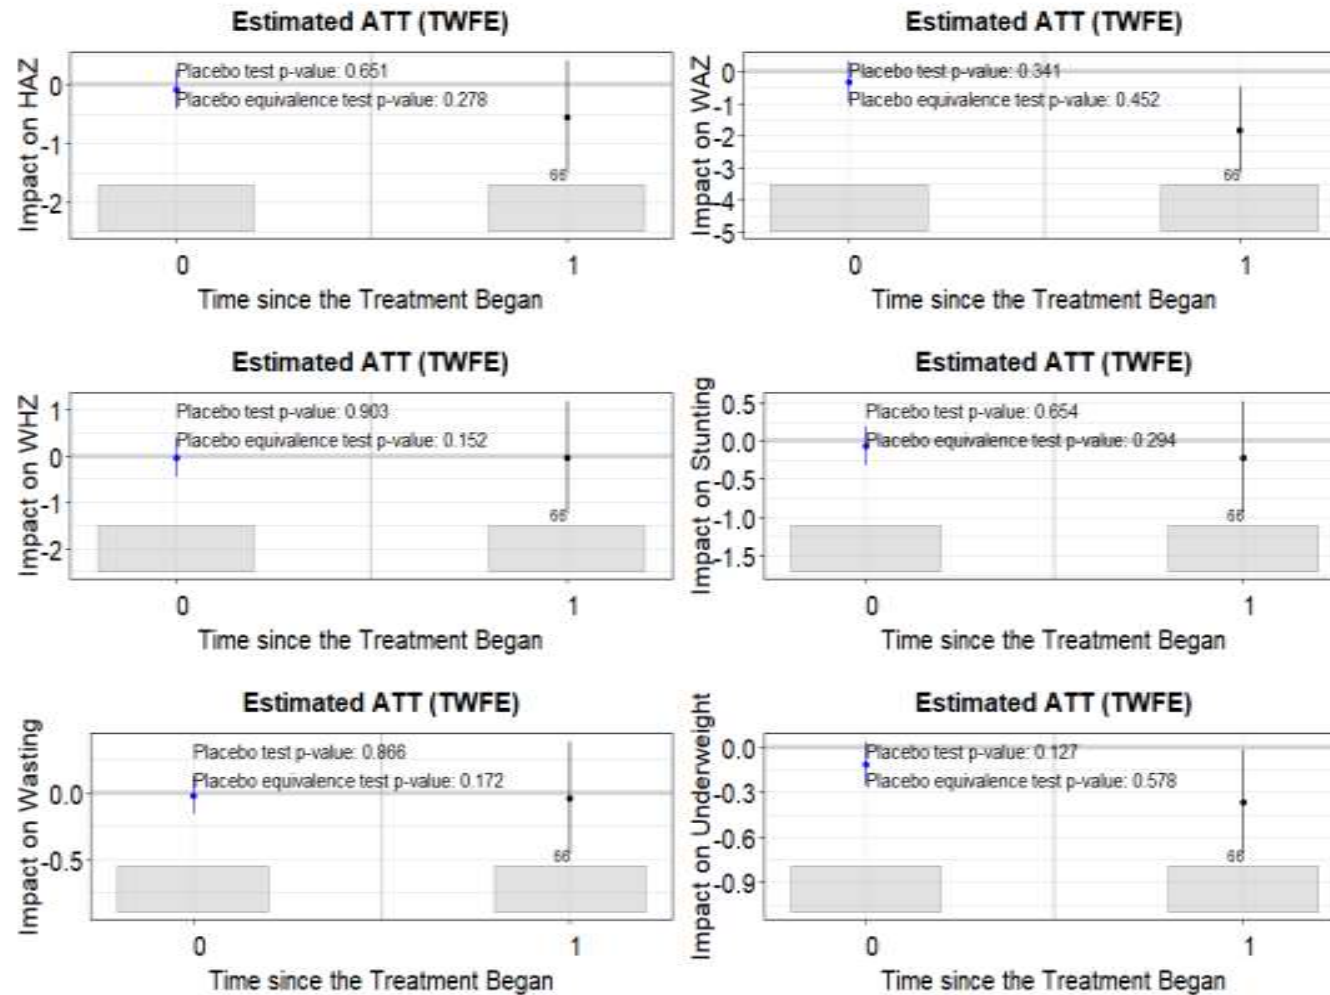 Estimated ATT (TWFE)
Impact on HAZ
0
-1
-2
Placebo test p-value: 0.651
Placebo equivalence test p-value: 0.278
66
0
1
Time since the Treatment Began
Estimated ATT (TWFE)
Impact on WAZ
0
-1
-2
-3
-4
-5
Placebo test p-value: 0.341
Placebo equivalence test p-value: 0.452
66
0
1
Time since the Treatment Began
Estimated ATT (TWFE)
Impact on WHZ
1
0
-1
-2
Placebo test p-value: 0.903
Placebo equivalence test p-value: 0.152
66
0
1
Time since the Treatment Began
Estimated ATT (TWFE)
Impact on Stunting
0.5
0.0
-0.5
-1.0
-1.5
Placebo test p-value: 0.654
Placebo equivalence test p-value: 0.294
66
0
1
Time since the Treatment Began
Estimated ATT (TWFE)
Impact on Wasting
0.0
-0.5
Placebo test p-value: 0.866
Placebo equivalence test p-value: 0.172
66
0
1
Time since the Treatment Began
Estimated ATT (TWFE)
Impact on Underweight
0.0
-0.3
-0.6
-0.9
Placebo test p-value: 0.127
Placebo equivalence test p-value: 0.578
66
0
1
Time since the Treatment Began